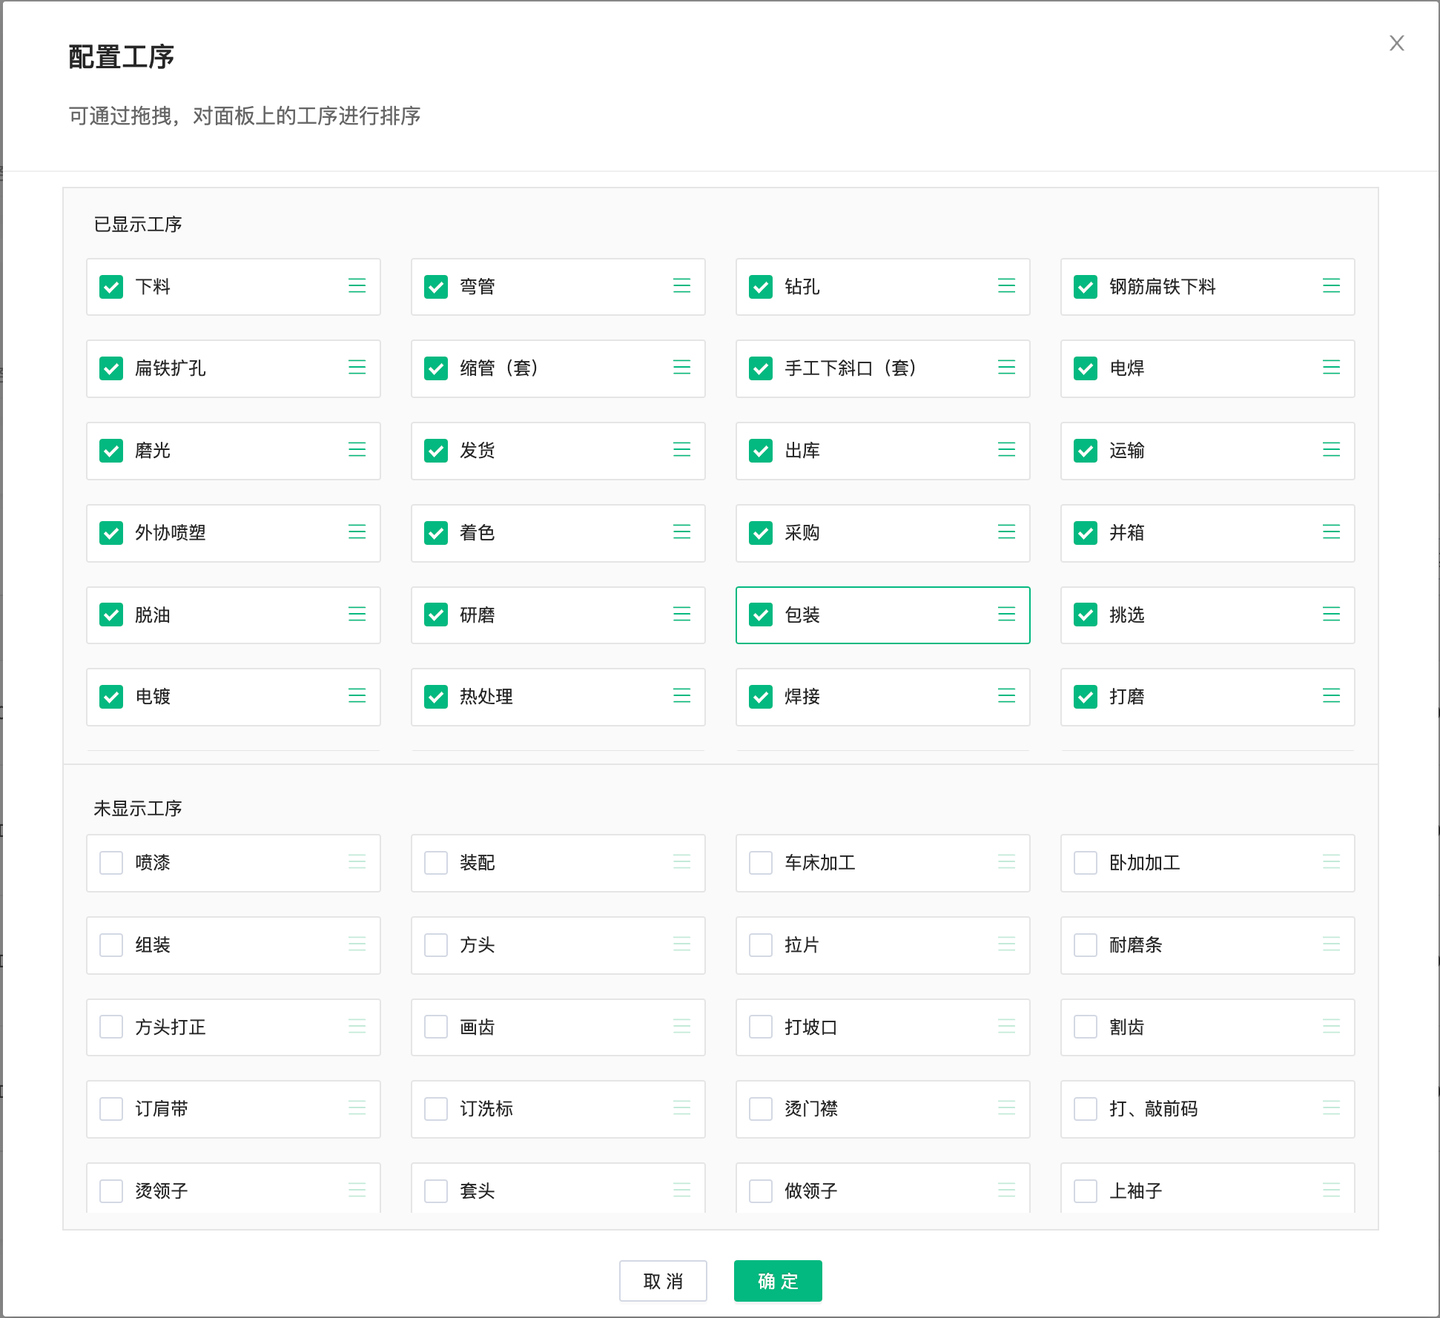 配置工序
可通过拖拽，对面板上的工序进行排序
已显示工序
下料 弯管 钻孔 钢筋扁铁下料
扁铁扩孔 缩管（套） 手工下斜口（套） 电焊
磨光 发货 出库 运输
外协喷塑 着色 采购 并箱
脱油 研磨 包装 挑选
电镀 热处理 焊接 打磨
未显示工序
喷漆 装配 车床加工 卧加加工
组装 方头 拉片 耐磨条
方头打正 画齿 打坡口 割齿
订肩带 订洗标 烫门襟 打、敲前码
烫领子 套头 做领子 上袖子
取消 确定